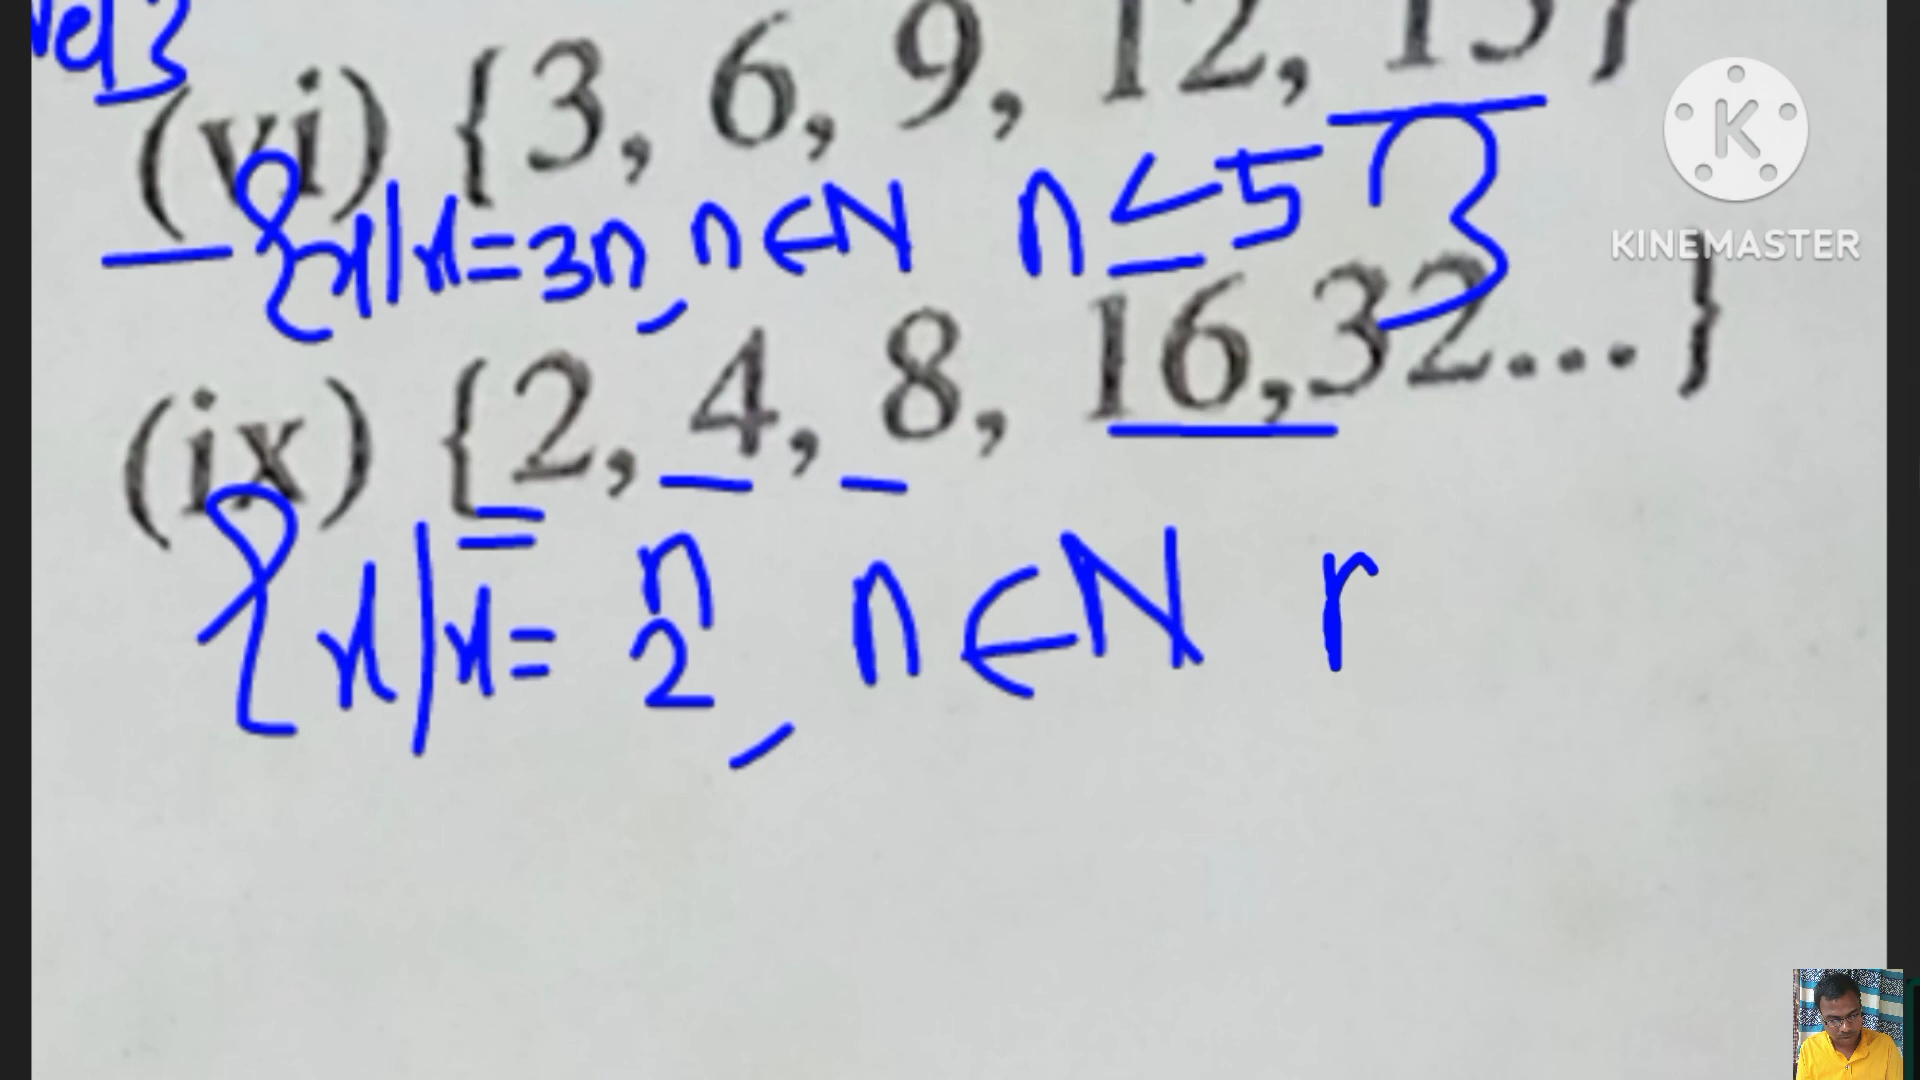 (vi) {3, 6, 9, 12, 15}
{x|x=3n, n∈N n≤5}
KINEMASTER
(ix) {2, 4, 8, 16,32...}
{x|x= 2ⁿ, n∈N r